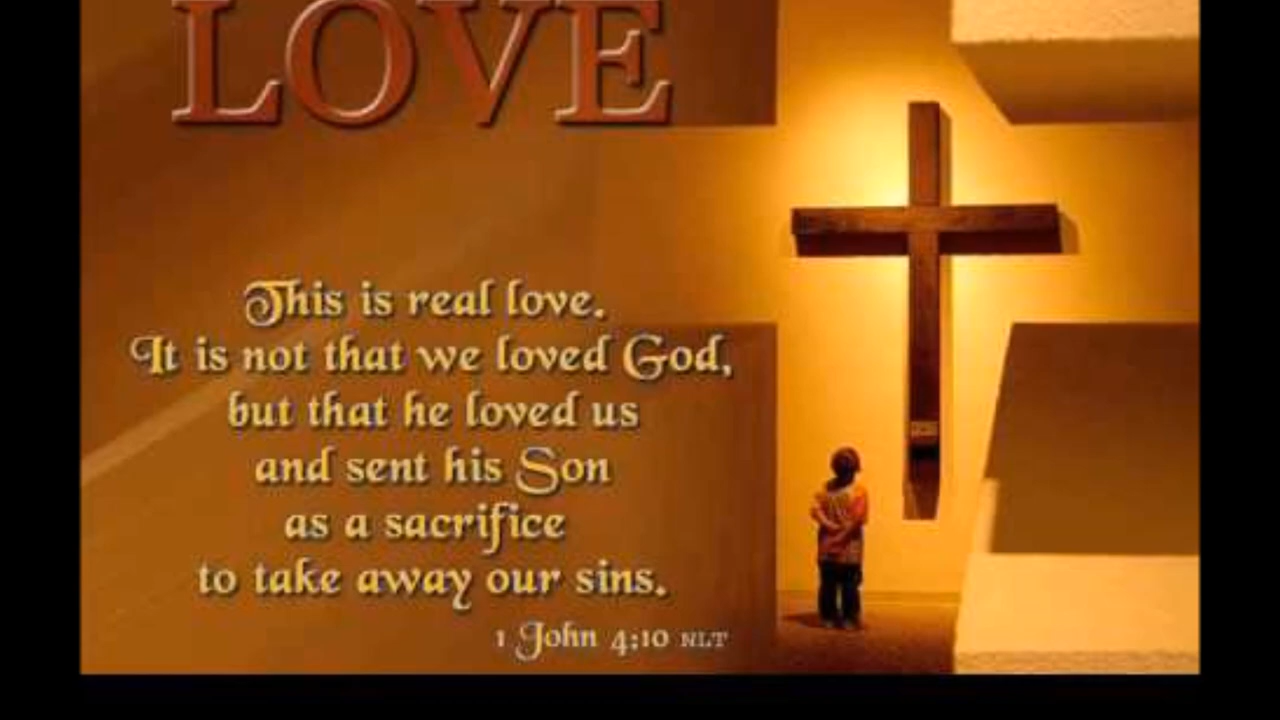 LOVE
This is real love.
It is not that we loved God,
but that he loved us
and sent his Son
as a sacrifice
to take away our sins.
1 John 4:10 NLT